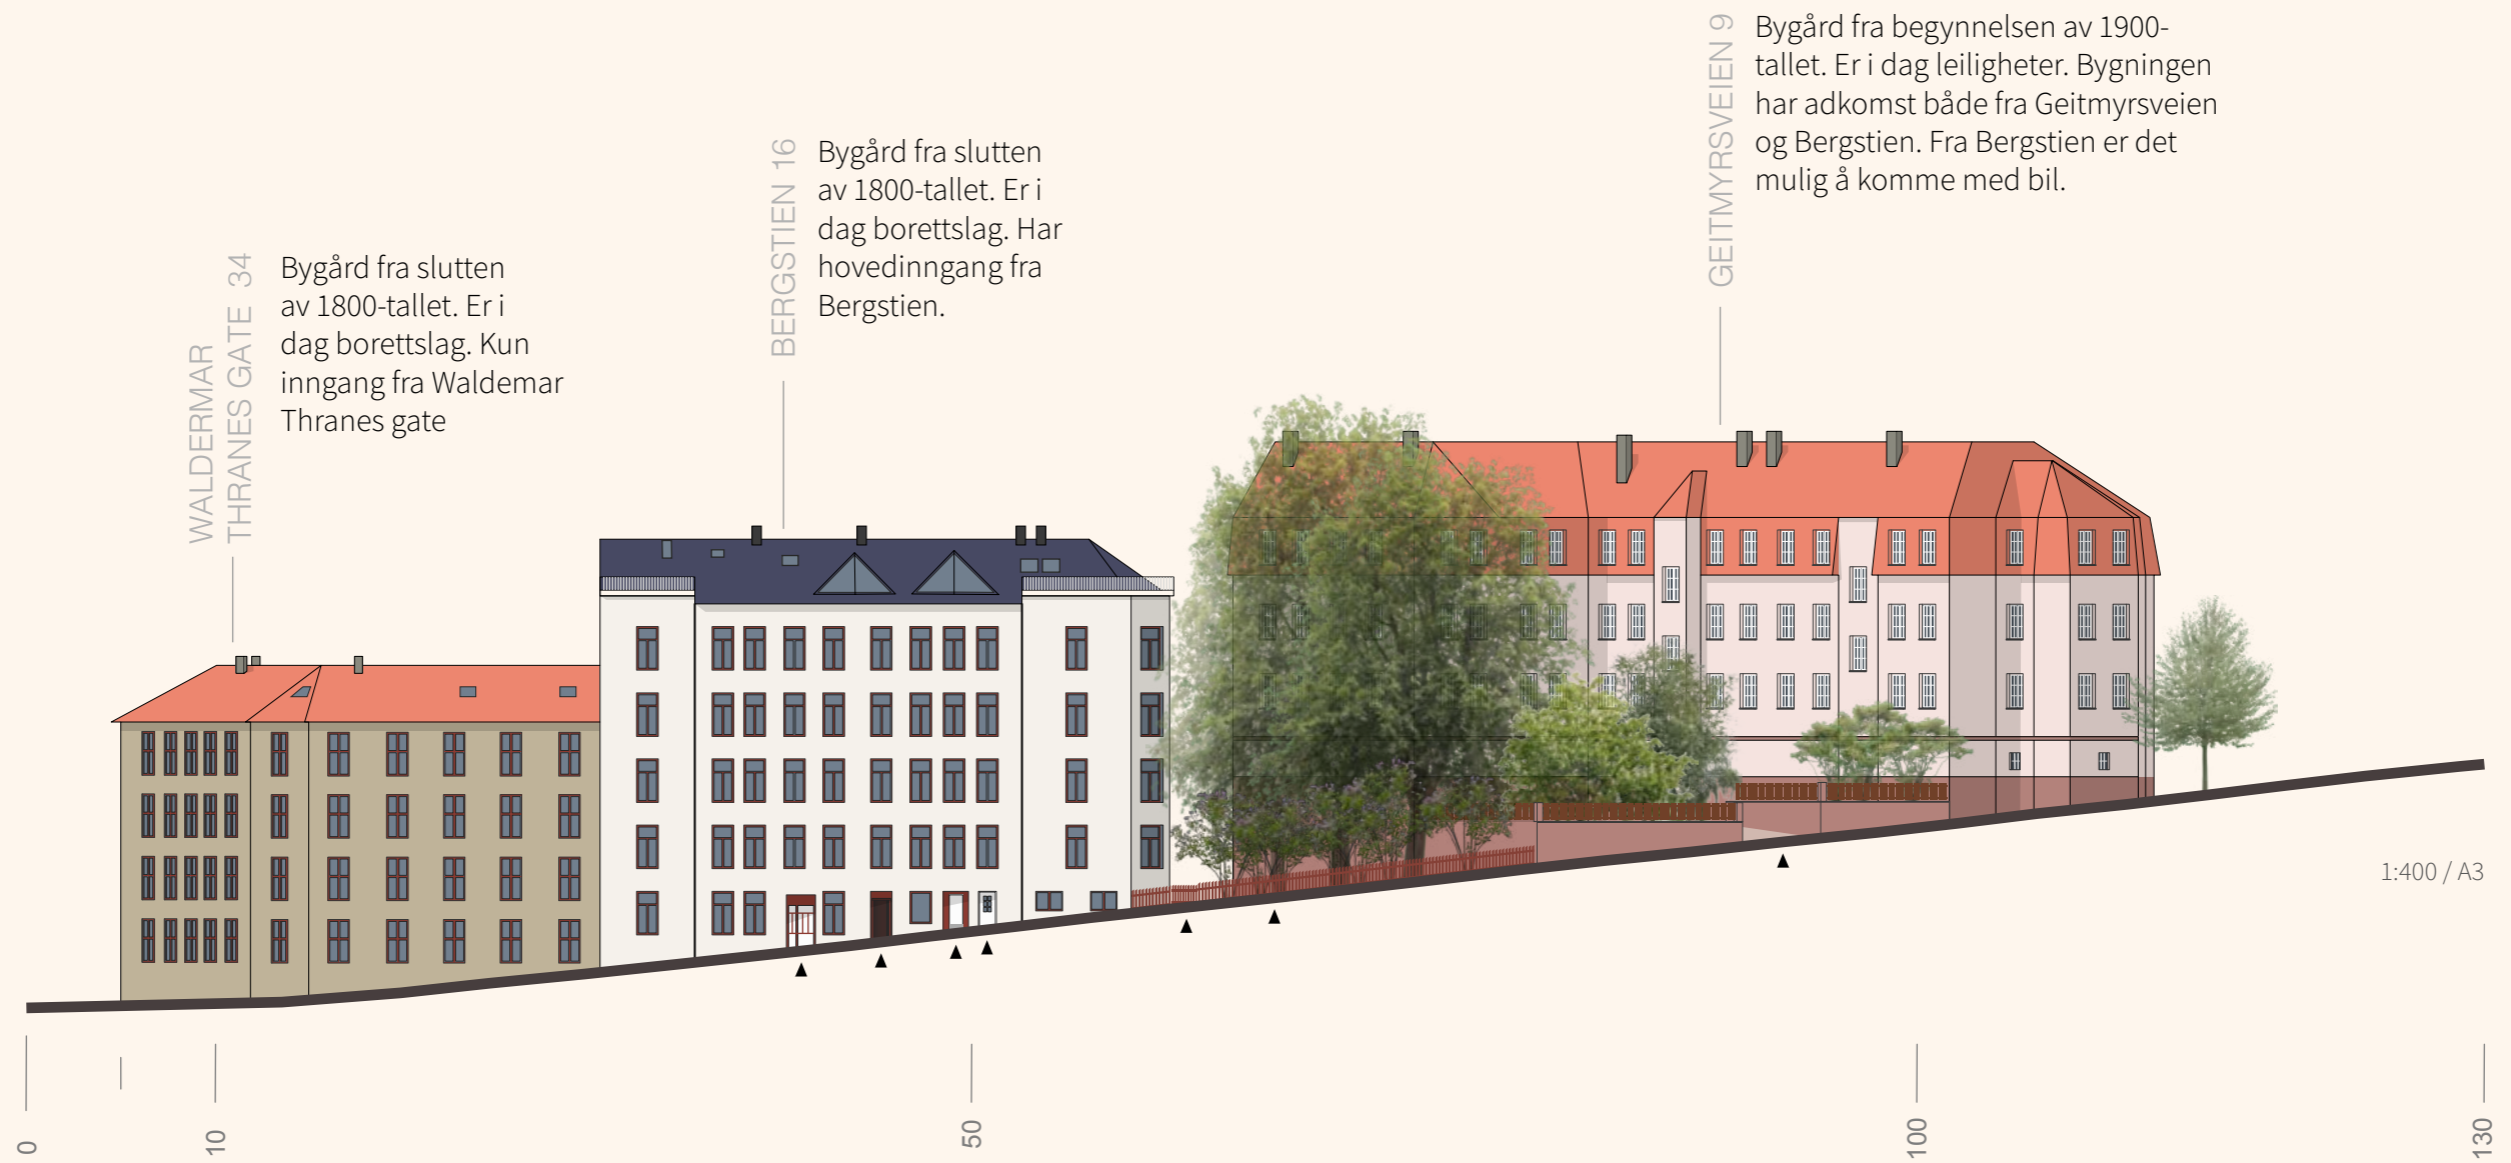 WALDERMAR
THRANES GATE 34
Bygård fra slutten
av 1800-tallet. Er i
dag borettslag. Kun
inngang fra Waldemar
Thranes gate
BERGSTIEN 16
Bygård fra slutten
av 1800-tallet. Er i
dag borettslag. Har
hovedinngang fra
Bergstien.
GEITMYRSVEIEN 9
Bygård fra begynnelsen av 1900-
tallet. Er i dag leiligheter. Bygningen
har adkomst både fra Geitmyrsveien
og Bergstien. Fra Bergstien er det
mulig å komme med bil.
1:400 / A3
0
10
50
100
130